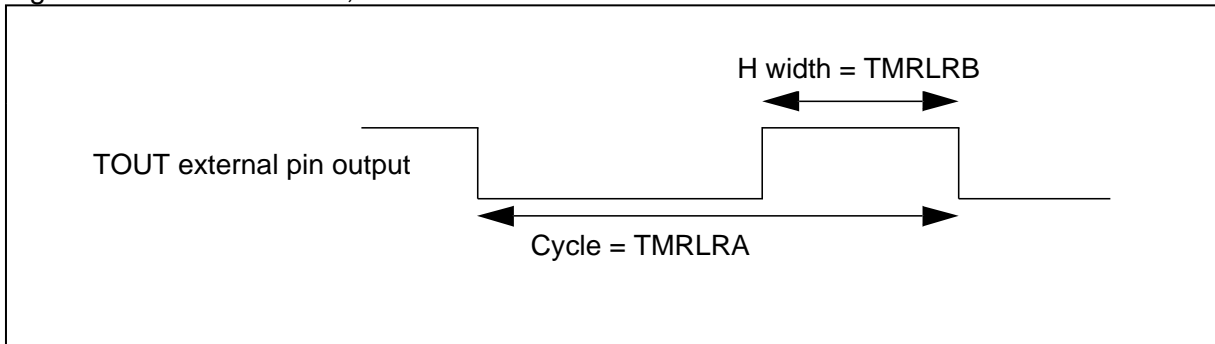 H width = TMRLRB
TOUT external pin output
Cycle = TMRLRA